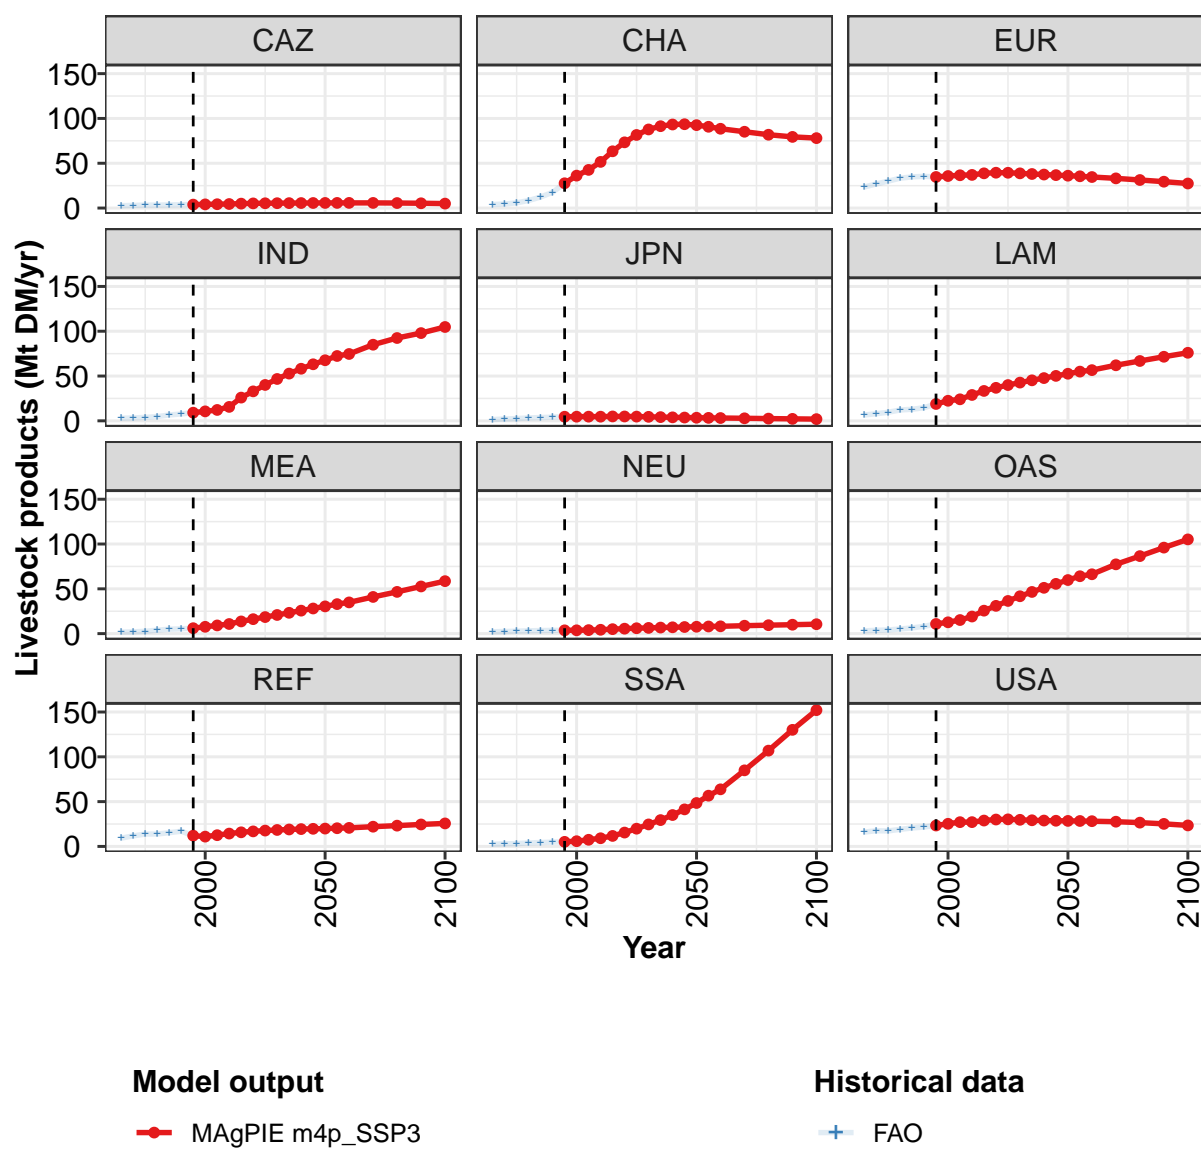 CAZ CHA EUR
150
100
50
0
IND JPN LAM
150
100
50
0
MEA NEU OAS
150
100
50
0
REF SSA USA
150
100
50
0
Livestock products (Mt DM/yr)
2000 2050 2100 2000 2050 2100 2000 2050 2100
Year
Model output Historical data
MAgPIE m4p_SSP3 FAO